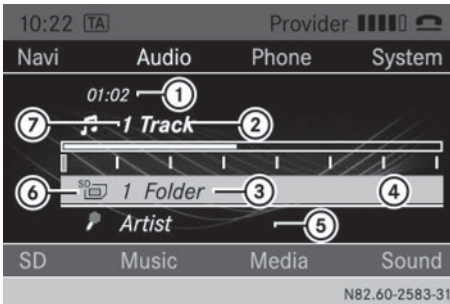 10:22 TA Provider
Navi Audio Phone System
01:02 1
7 1 Track 2
6 SD 1 Folder 3 4
Artist 5
SD Music Media Sound
N82.60-2583-31